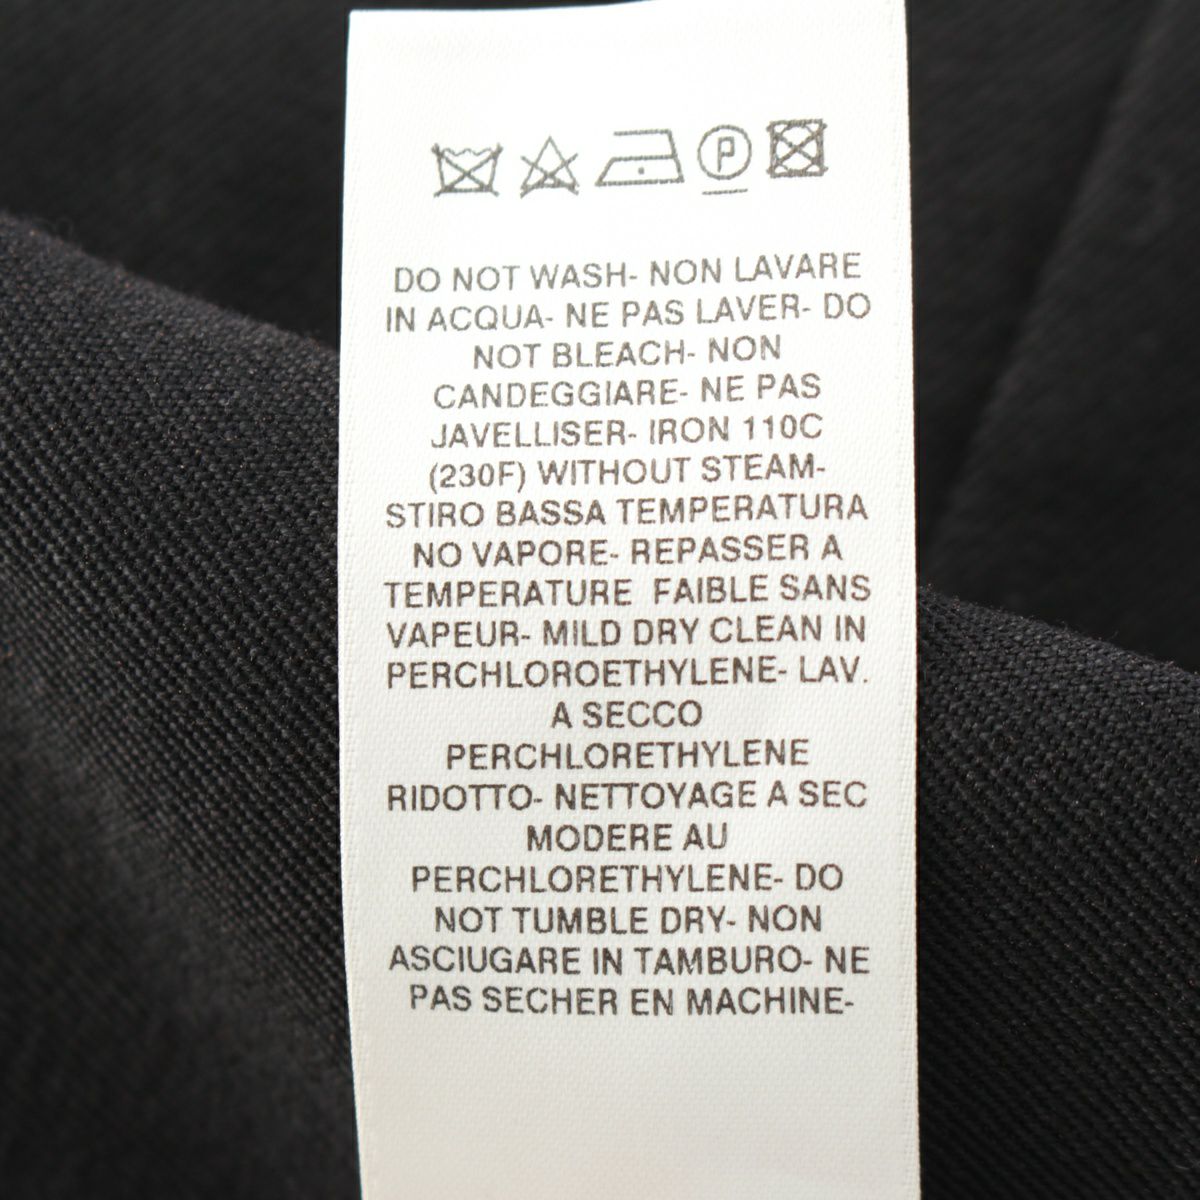 P
DO NOT WASH- NON LAVARE
IN ACQUA- NE PAS LAVER- DO
NOT BLEACH- NON
CANDEGGIARE- NE PAS
JAVELLISER- IRON 110C
(230F) WITHOUT STEAM-
STIRO BASSA TEMPERATURA
NO VAPORE- REPASSER A
TEMPERATURE FAIBLE SANS
VAPEUR- MILD DRY CLEAN IN
PERCHLOROETHYLENE- LAV.
A SECCO
PERCHLORETHYLENE
RIDOTTO- NETTOYAGE A SEC
MODERE AU
PERCHLORETHYLENE- DO
NOT TUMBLE DRY- NON
ASCIUGARE IN TAMBURO- NE
PAS SECHER EN MACHINE-